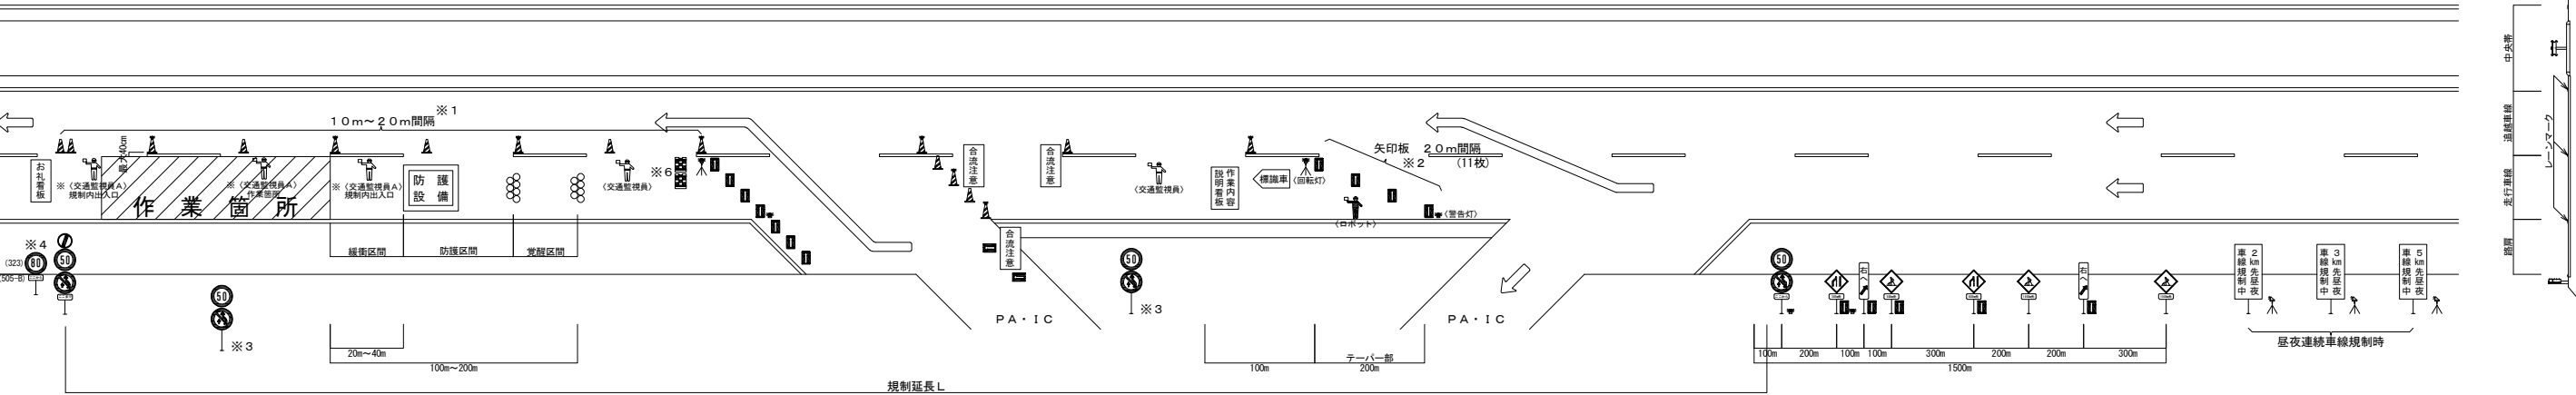 ※1
10m~20m間隔
最大40cm
お礼看板
※〈交通監視員A〉
規制内出入口
※〈交通監視員A〉
作業箇所
作業箇所
※〈交通監視員A〉
規制内出入口
防護
設備
〈交通監視員〉
※6
合流注意
合流注意
合流注意
〈交通監視員〉
作業内容
説明看板
標識車
〈回転灯〉
矢印板 20m間隔
※2 (11枚)
〈ロボット〉
〈警告灯〉
緩衝区間
防護区間
覚醒区間
※4
(323)
80
(505-B)
50
50
※3
20m~40m
100m~200m
規制延長L
PA・IC
50
※3
PA・IC
100m
テーパー部
200m
50
右へ
右へ
100m
200m
100m
100m
300m
200m
200m
300m
1500m
2km先昼夜
車線規制中
3km先昼夜
車線規制中
5km先昼夜
車線規制中
昼夜連続車線規制時
中央帯
追越車線
走行車線
路肩
レーンマーク